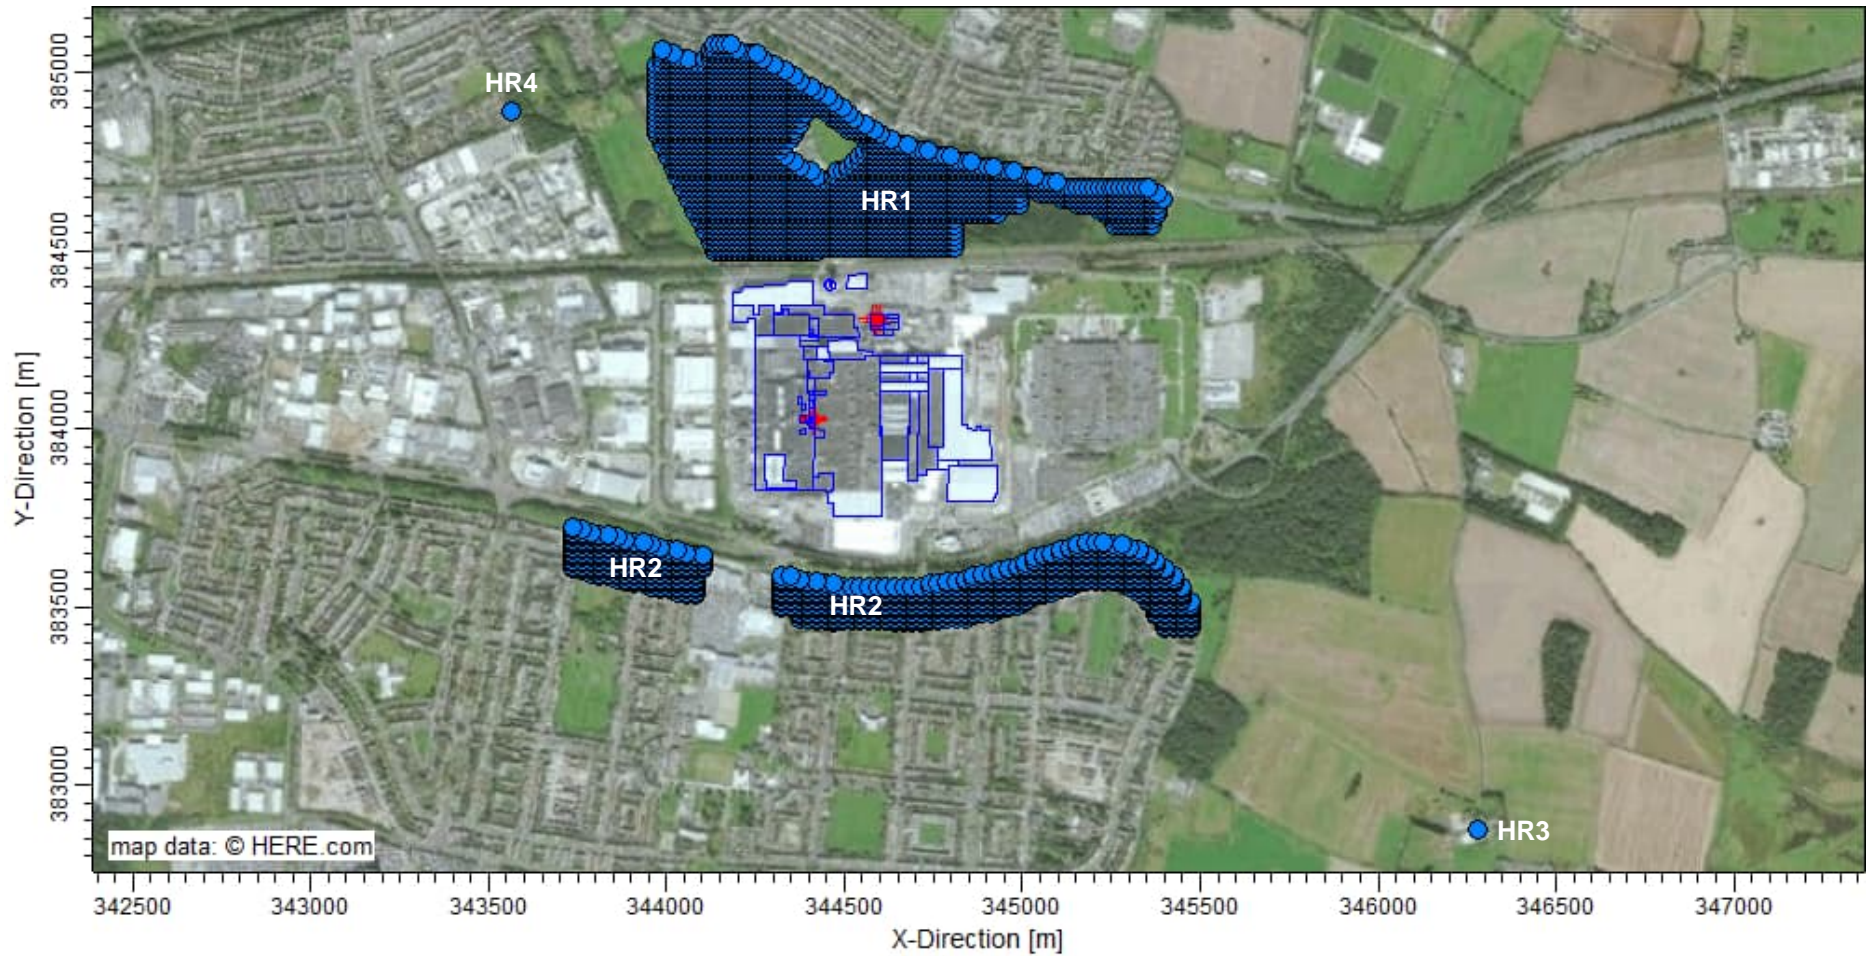 385000
384500
384000
383500
383000
Y-Direction [m]
HR4
HR1
HR2
HR2
HR3
map data: © HERE.com
342500 343000 343500 344000 344500 345000 345500 346000 346500 347000
X-Direction [m]